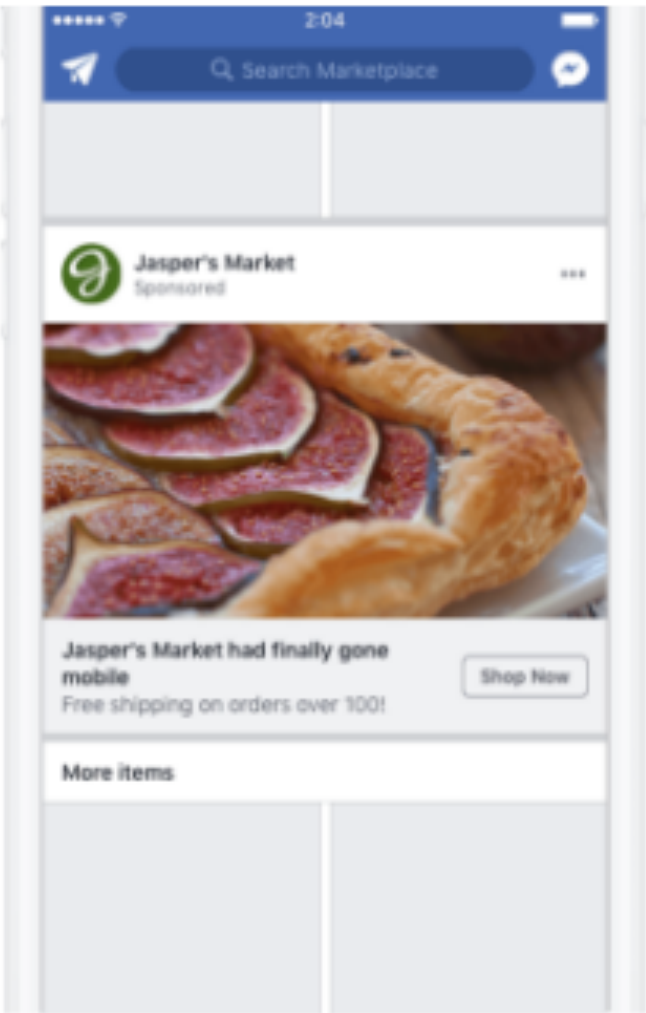 2:04
Search Marketplace
Jasper's Market
Sponsored
Jasper's Market had finally gone
mobile
Shop Now
Free shipping on orders over 100!
More items